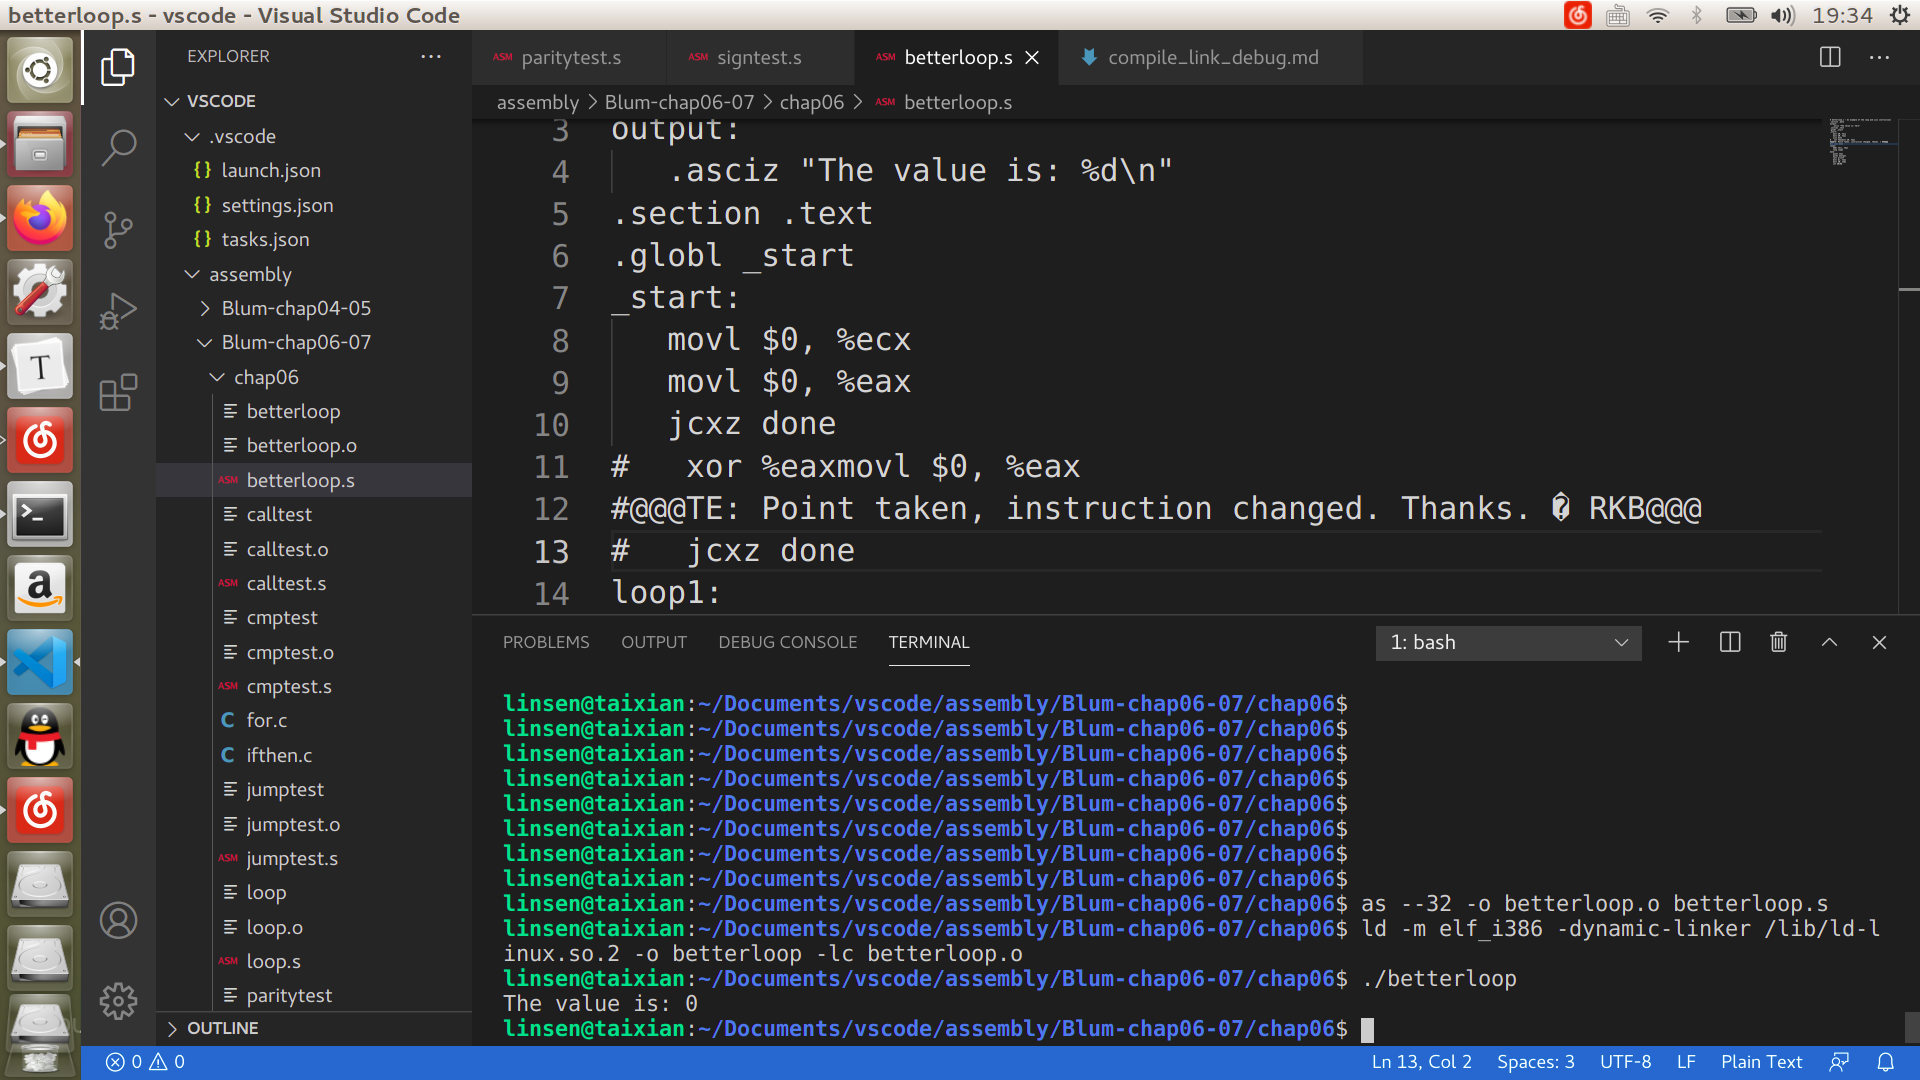 betterloop.s - vscode - Visual Studio Code
19:34
EXPLORER
VSCODE
.vscode
{} launch.json
{} settings.json
{} tasks.json
assembly
Blum-chap04-05
Blum-chap06-07
chap06
betterloop
betterloop.o
ASM betterloop.s
calltest
calltest.o
ASM calltest.s
cmptest
cmptest.o
ASM cmptest.s
C for.c
C ifthen.c
jumptest
jumptest.o
ASM jumptest.s
loop
loop.o
ASM loop.s
paritytest
OUTLINE
ASM paritytest.s
ASM signtest.s
ASM betterloop.s
compile_link_debug.md
assembly > Blum-chap06-07 > chap06 > ASM betterloop.s
3 output:
4 .asciz "The value is: %d\n"
5 .section .text
6 .globl _start
7 _start:
8 movl $0, %ecx
9 movl $0, %eax
10 jcxz done
11 #   xor %eaxmovl $0, %eax
12 #@@@TE: Point taken, instruction changed. Thanks. � RKB@@@
13 #   jcxz done
14 loop1:
PROBLEMS OUTPUT DEBUG CONSOLE TERMINAL
1: bash
linsen@taixian:~/Documents/vscode/assembly/Blum-chap06-07/chap06$
linsen@taixian:~/Documents/vscode/assembly/Blum-chap06-07/chap06$
linsen@taixian:~/Documents/vscode/assembly/Blum-chap06-07/chap06$
linsen@taixian:~/Documents/vscode/assembly/Blum-chap06-07/chap06$
linsen@taixian:~/Documents/vscode/assembly/Blum-chap06-07/chap06$
linsen@taixian:~/Documents/vscode/assembly/Blum-chap06-07/chap06$
linsen@taixian:~/Documents/vscode/assembly/Blum-chap06-07/chap06$
linsen@taixian:~/Documents/vscode/assembly/Blum-chap06-07/chap06$
linsen@taixian:~/Documents/vscode/assembly/Blum-chap06-07/chap06$ as --32 -o betterloop.o betterloop.s
linsen@taixian:~/Documents/vscode/assembly/Blum-chap06-07/chap06$ ld -m elf_i386 -dynamic-linker /lib/ld-l
inux.so.2 -o betterloop -lc betterloop.o
linsen@taixian:~/Documents/vscode/assembly/Blum-chap06-07/chap06$ ./betterloop
The value is: 0
linsen@taixian:~/Documents/vscode/assembly/Blum-chap06-07/chap06$
0 0
Ln 13, Col 2 Spaces: 3 UTF-8 LF Plain Text